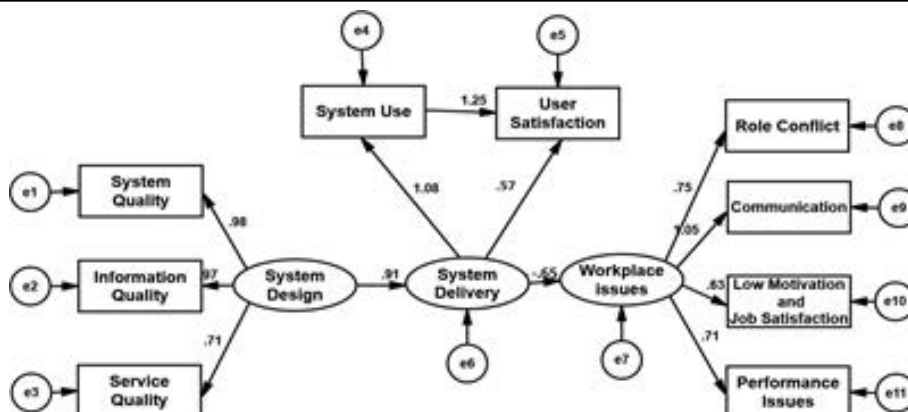 e4
e5
System Use
1.25
User
Satisfaction
e8
Role Conflict
e1
System
Quality
1.08
.57
.75
e9
Communication
.98
1.05
e2
Information
Quality
.97
System
Design
.91
System
Delivery
-.65
Workplace
issues
.63
Low Motivation
and
Job Satisfaction
e10
.71
.71
e6
e7
e3
Service
Quality
Performance
Issues
e11